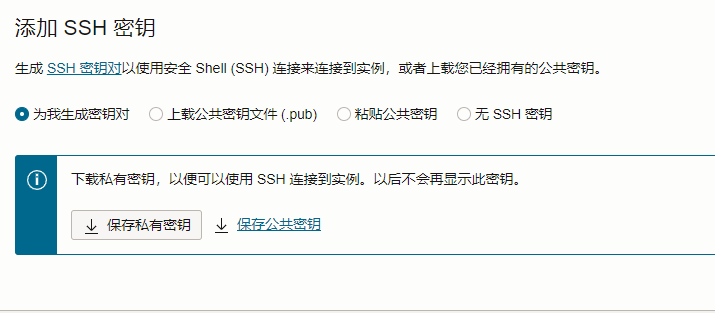 添加 SSH 密钥
生成 SSH 密钥对以使用安全 Shell (SSH) 连接来连接到实例，或者上载您已经拥有的公共密钥。
为我生成密钥对 上载公共密钥文件 (.pub) 粘贴公共密钥 无 SSH 密钥
下载私有密钥，以便可以使用 SSH 连接到实例。以后不会再显示此密钥。
保存私有密钥 保存公共密钥